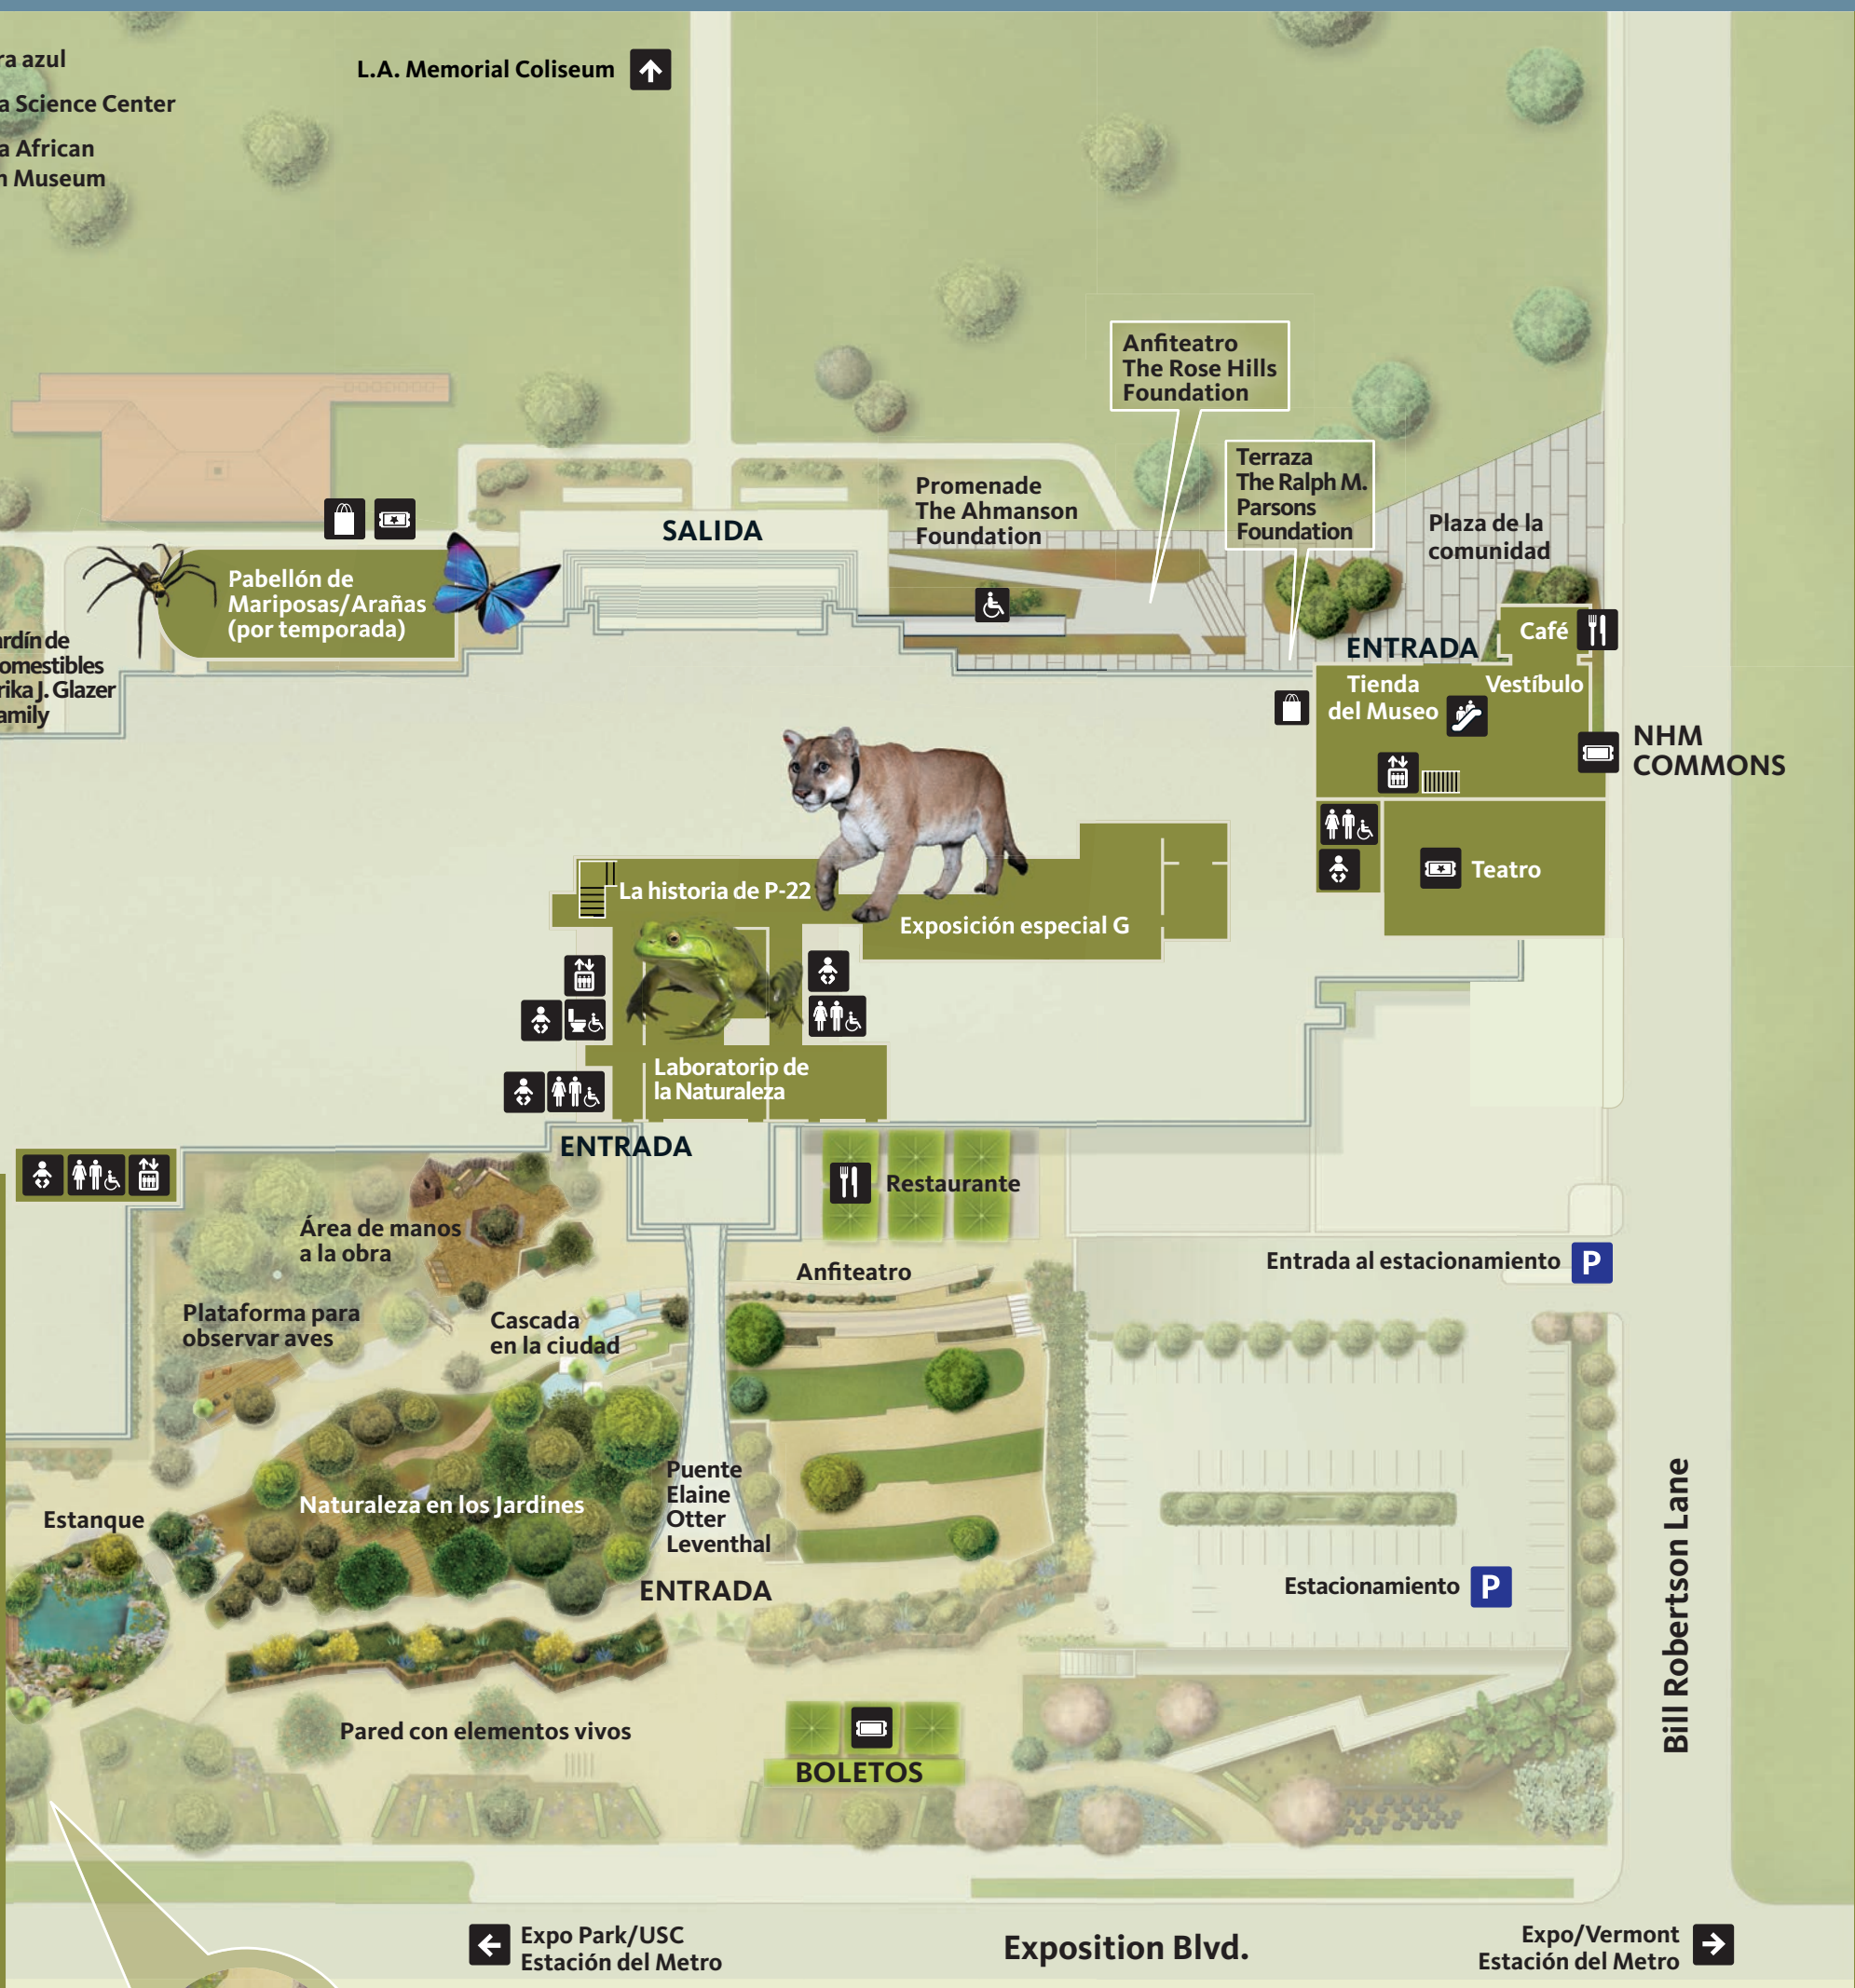 ra azul
a Science Center
a African
n Museum
L.A. Memorial Coliseum
Anfiteatro
The Rose Hills
Foundation
Terraza
The Ralph M.
Parsons
Foundation
Promenade
The Ahmanson
Foundation
Plaza de la
comunidad
SALIDA
Pabellón de
Mariposas/Arañas
(por temporada)
ardín de
omestibles
rika J. Glazer
amily
ENTRADA
Café
Tienda
del Museo
Vestíbulo
NHM
COMMONS
Teatro
La historia de P-22
Exposición especial G
Laboratorio de
la Naturaleza
ENTRADA
Restaurante
Área de manos
a la obra
Anfiteatro
Entrada al estacionamiento
P
Plataforma para
observar aves
Cascada
en la ciudad
Puente
Elaine
Otter
Leventhal
Naturaleza en los Jardines
Estanque
ENTRADA
Estacionamiento
P
Bill Robertson Lane
Pared con elementos vivos
BOLETOS
Expo Park/USC
Estación del Metro
Exposition Blvd.
Expo/Vermont
Estación del Metro